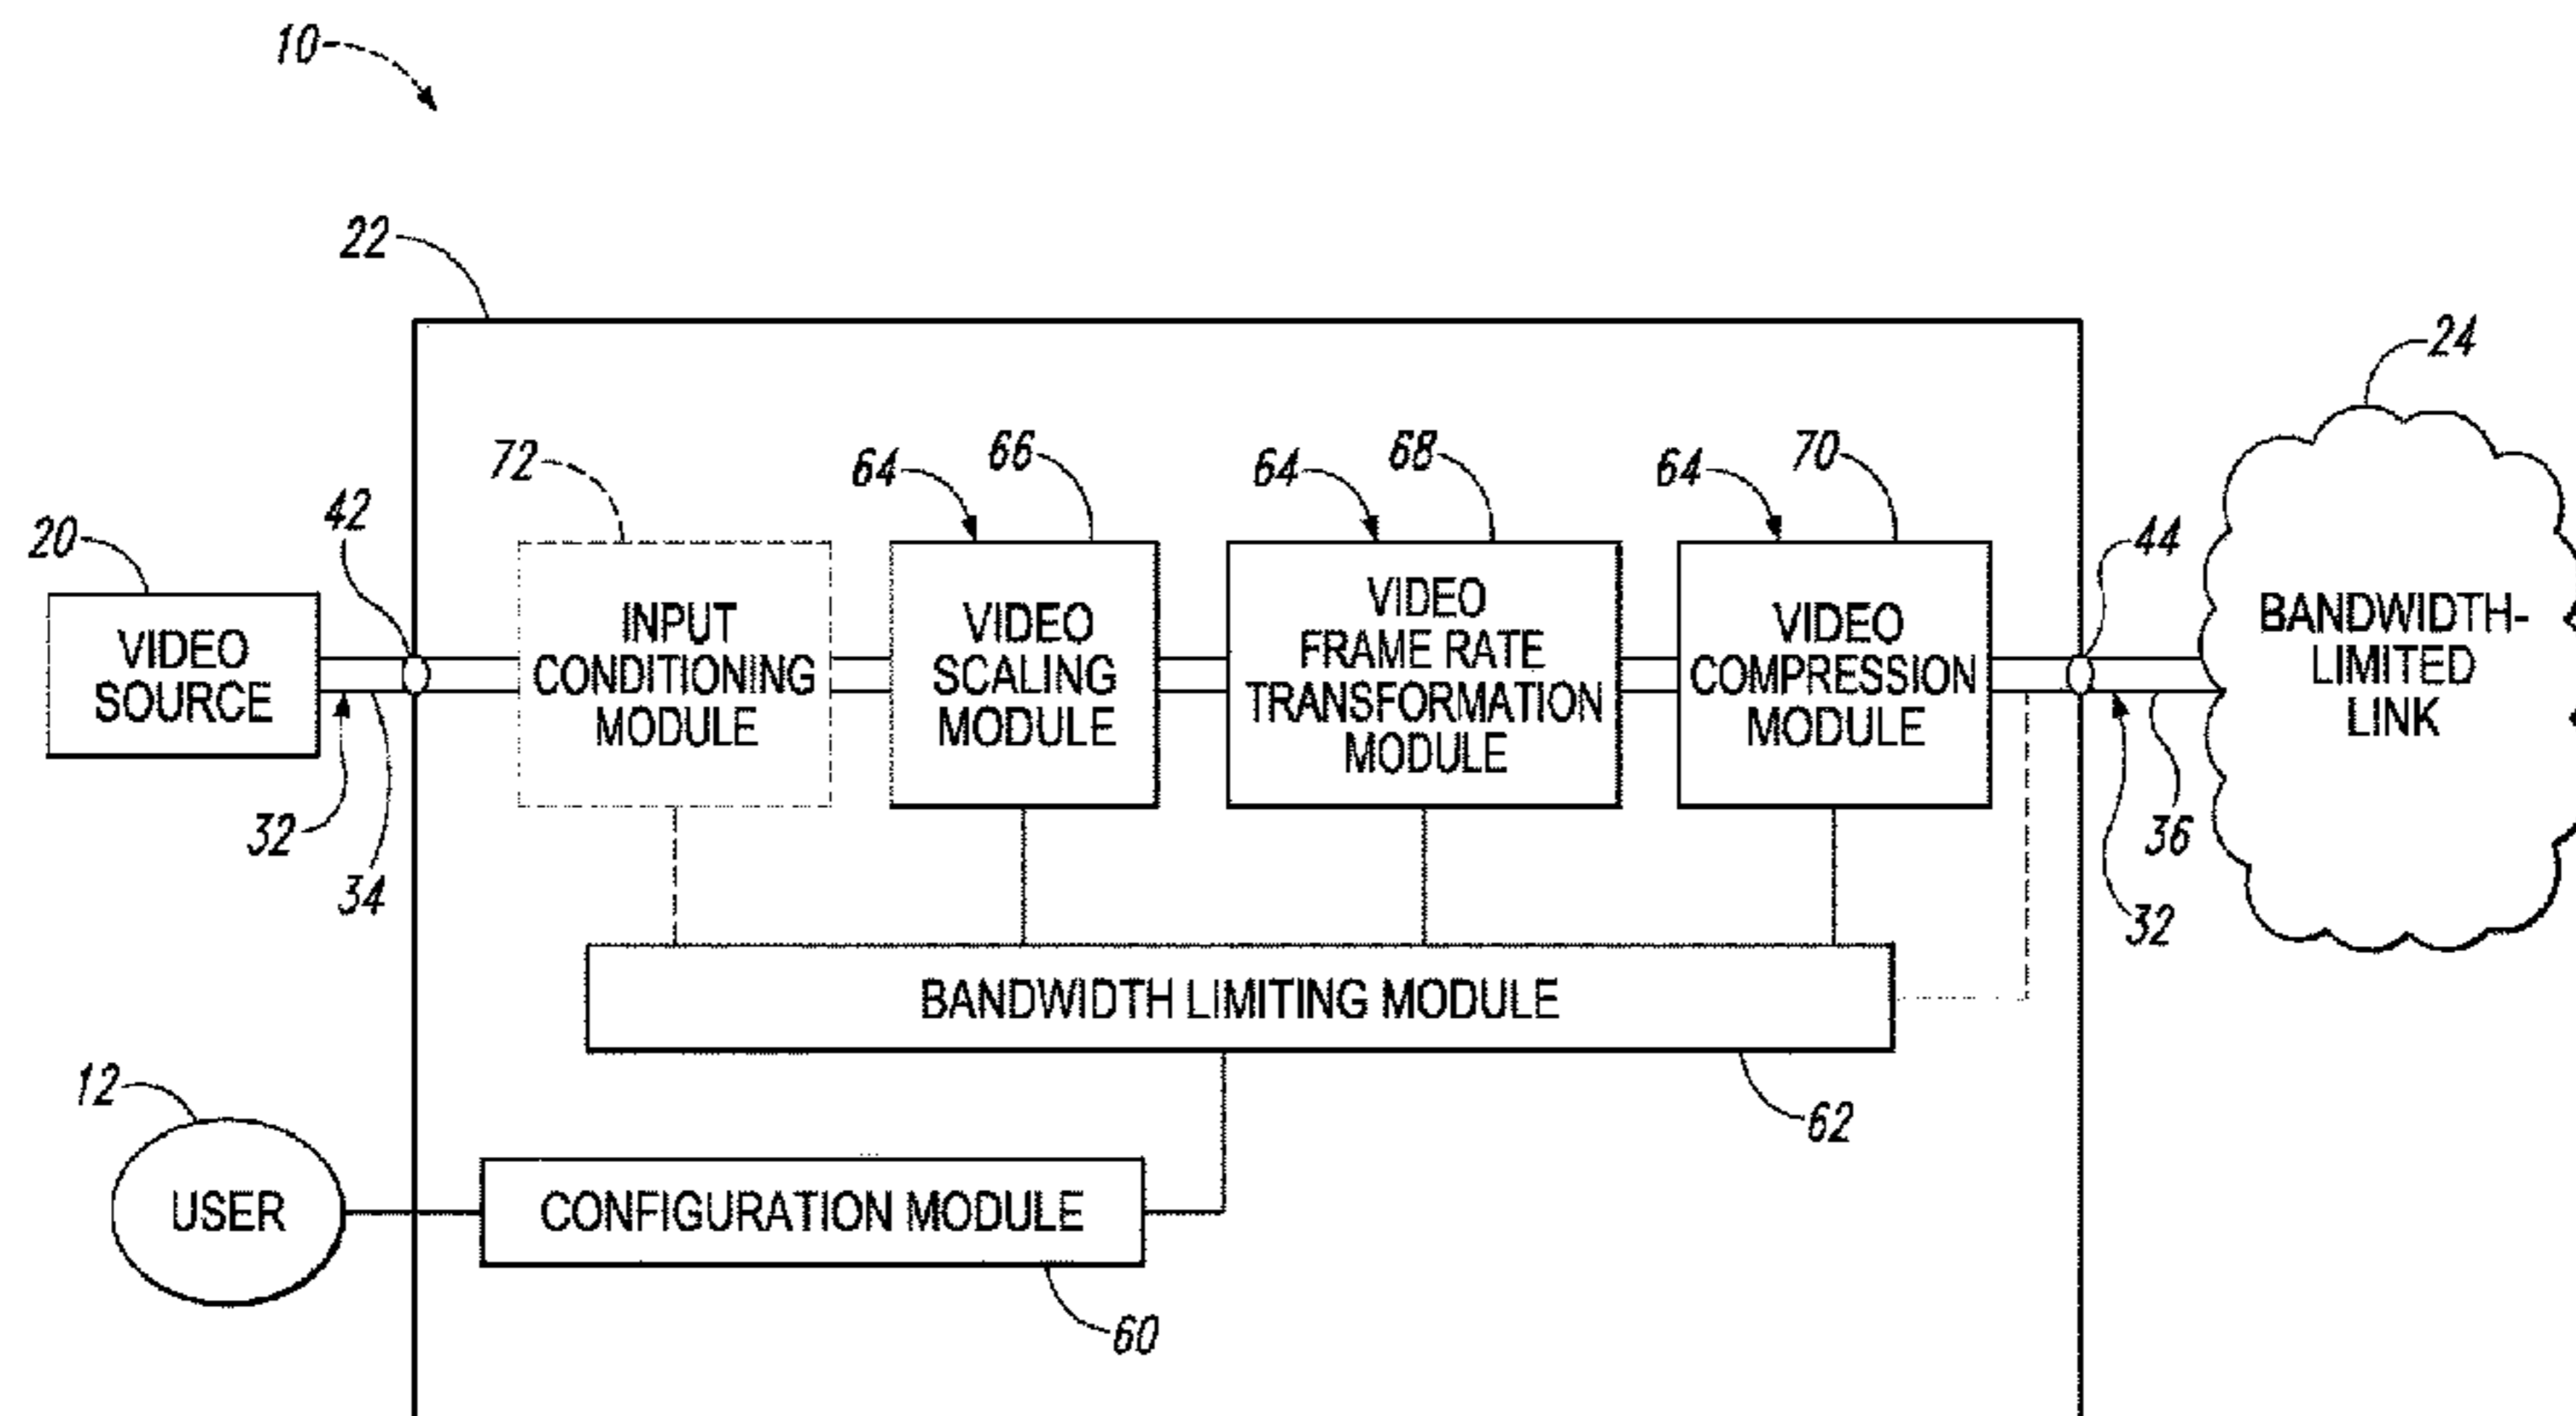 10
22
24
72
64
66
64
68
64
70
42
20
44
VIDEO
SOURCE
INPUT
CONDITIONING
MODULE
VIDEO
SCALING
MODULE
VIDEO
FRAME RATE
TRANSFORMATION
MODULE
VIDEO
COMPRESSION
MODULE
BANDWIDTH-
LIMITED
LINK
32
34
36
32
BANDWIDTH LIMITING MODULE
12
62
USER
CONFIGURATION MODULE
60